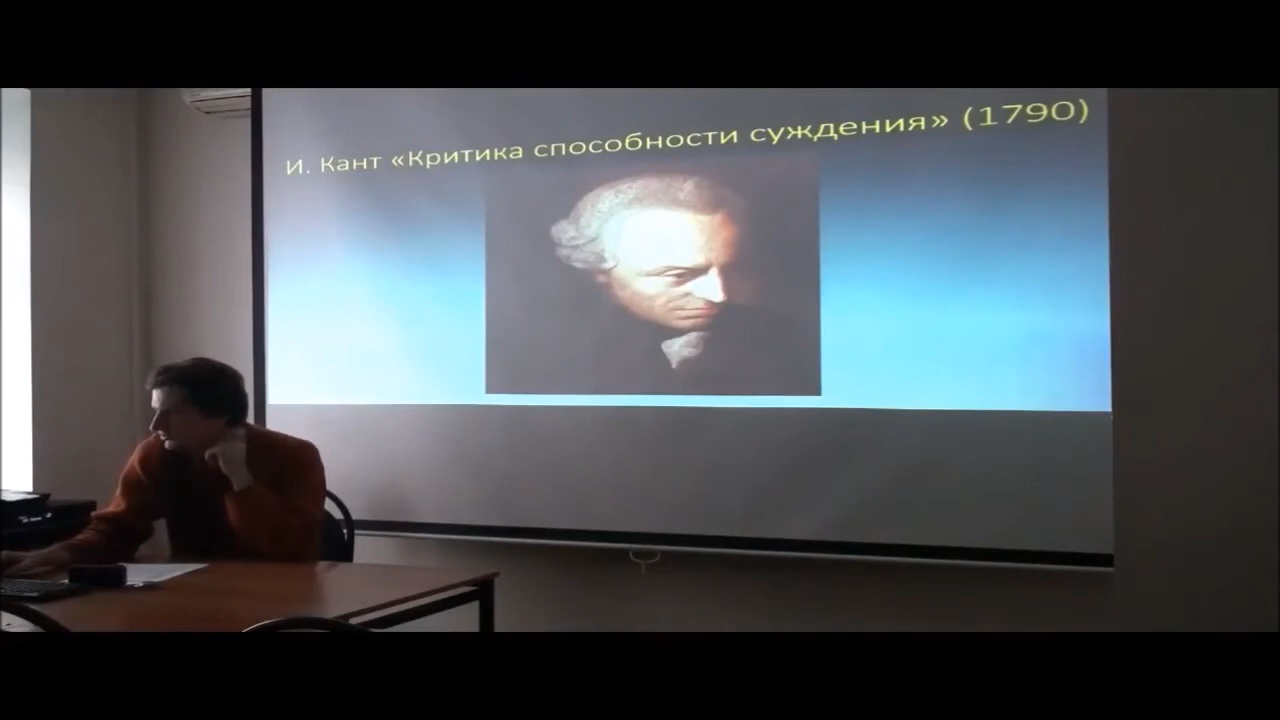 И. Кант «Критика способности суждения» (1790)